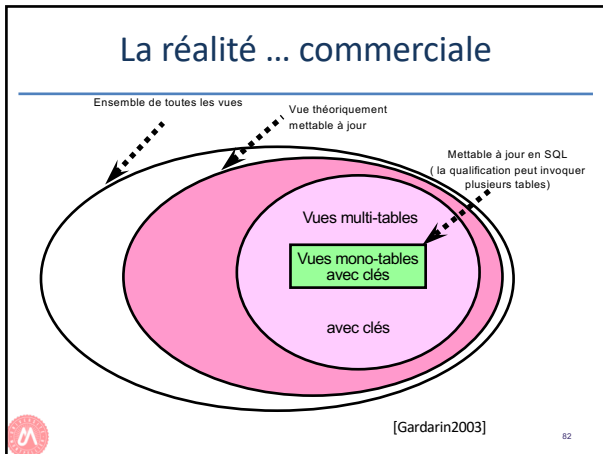 La réalité ... commerciale
Ensemble de toutes les vues
Vue théoriquement
mettable à jour
Mettable à jour en SQL
( la qualification peut invoquer
plusieurs tables)
Vues multi-tables
Vues mono-tables
avec clés
avec clés
[Gardarin2003]
82